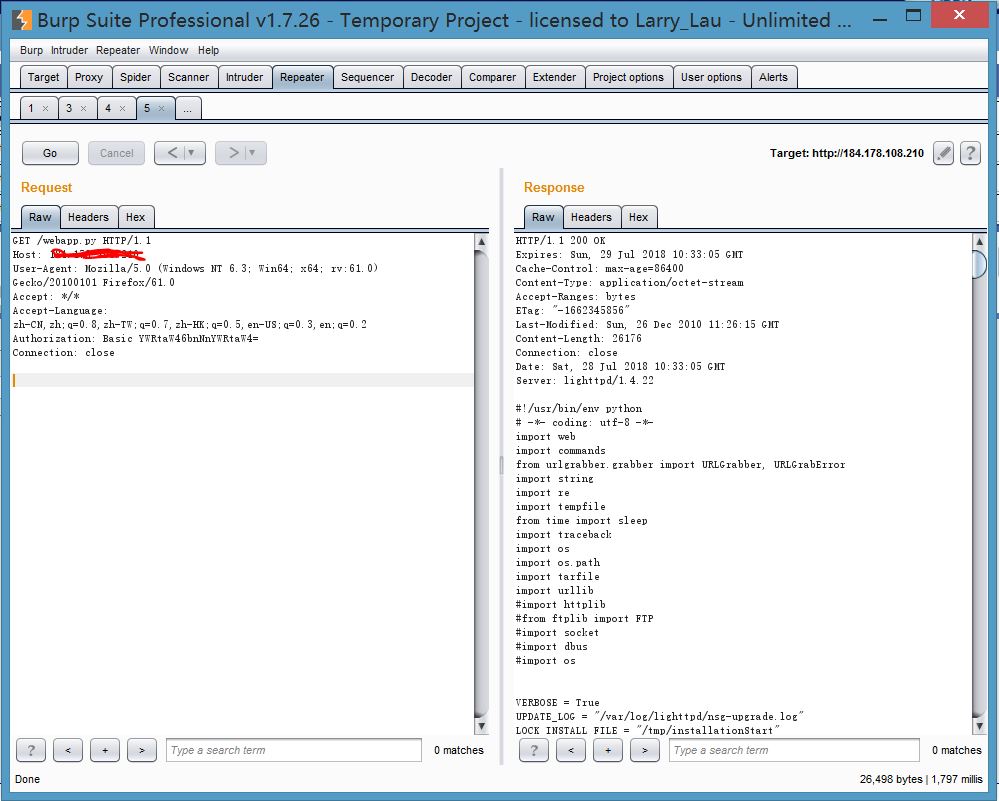 Burp Suite Professional v1.7.26 - Temporary Project - licensed to Larry_Lau - Unlimited ...
Burp Intruder Repeater Window Help
Target Proxy Spider Scanner Intruder Repeater Sequencer Decoder Comparer Extender Project options User options Alerts
1 × 3 × 4 × 5 × ...
Go Cancel < > Target: http://184.178.108.210 ?
Request
Raw Headers Hex
GET /webapp.py HTTP/1.1
Host:
User-Agent: Mozilla/5.0 (Windows NT 6.3; Win64; x64; rv:61.0)
Gecko/20100101 Firefox/61.0
Accept: */*
Accept-Language:
zh-CN,zh;q=0.8,zh-TW;q=0.7,zh-HK;q=0.5,en-US;q=0.3,en;q=0.2
Authorization: Basic YWRtaW46bnNnYWRtaW4=
Connection: close
? < + > Type a search term 0 matches
Response
Raw Headers Hex
HTTP/1.1 200 OK
Expires: Sun, 29 Jul 2018 10:33:05 GMT
Cache-Control: max-age=86400
Content-Type: application/octet-stream
Accept-Ranges: bytes
ETag: "-1662345856"
Last-Modified: Sun, 26 Dec 2010 11:26:15 GMT
Content-Length: 26176
Connection: close
Date: Sat, 28 Jul 2018 10:33:05 GMT
Server: lighttpd/1.4.22
#!/usr/bin/env python
# -*- coding: utf-8 -*-
import web
import commands
from urlgrabber.grabber import URLGrabber, URLGrabError
import string
import re
import tempfile
from time import sleep
import traceback
import os
import os.path
import tarfile
import urllib
#import httplib
#from ftplib import FTP
#import socket
#import dbus
#import os
VERBOSE = True
UPDATE_LOG = "/var/log/lighttpd/nsg-upgrade.log"
LOCK_INSTALL_FILE = "/tmp/installationStart"
? < + > Type a search term 0 matches
Done 26,498 bytes | 1,797 millis